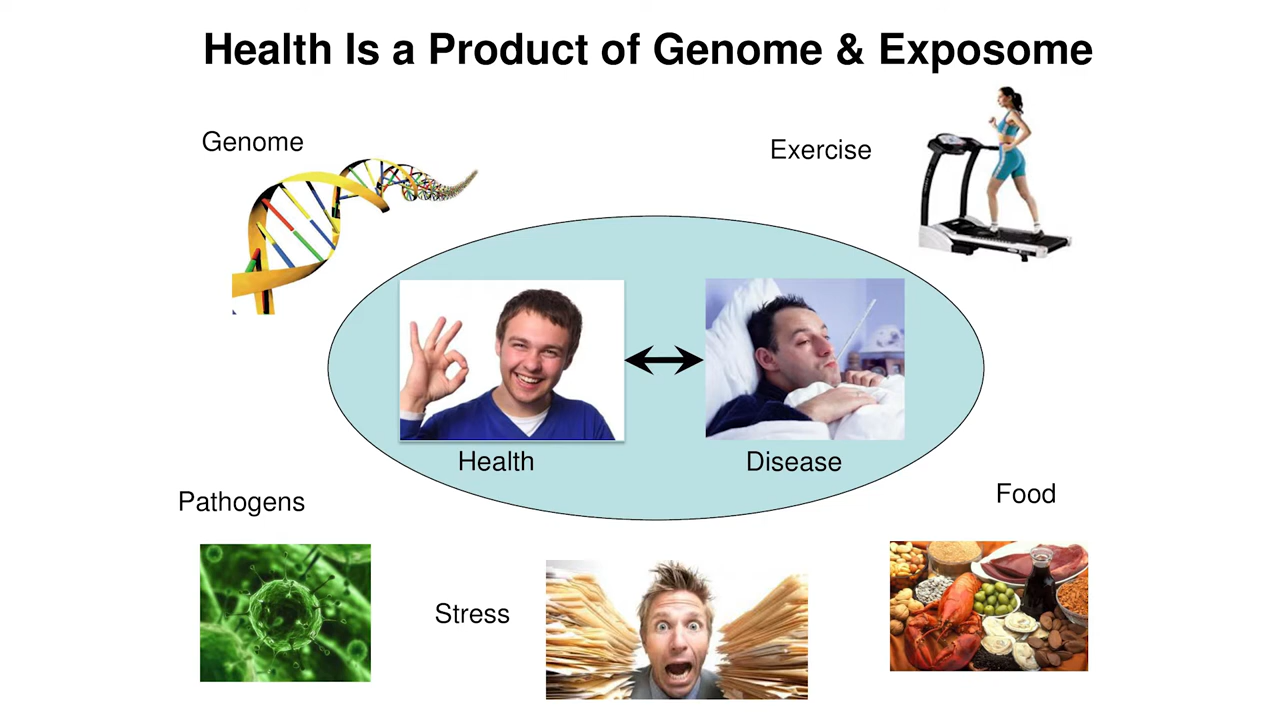 Health Is a Product of Genome & Exposome
Genome
Exercise
Health
Disease
Pathogens
Food
Stress